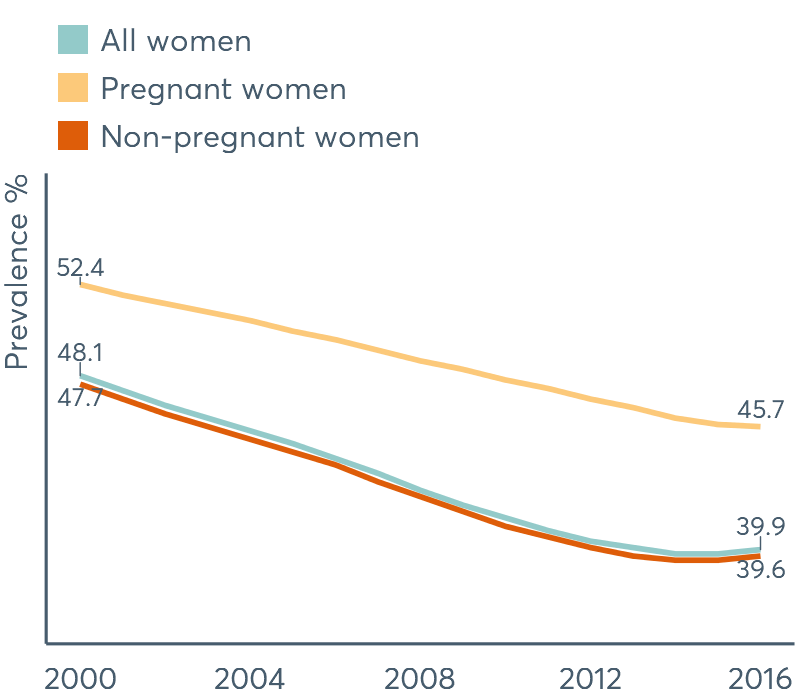 All women
Pregnant women
Non-pregnant women
Prevalence %
52.4
48.1
47.7
45.7
39.9
39.6
2000 2004 2008 2012 2016